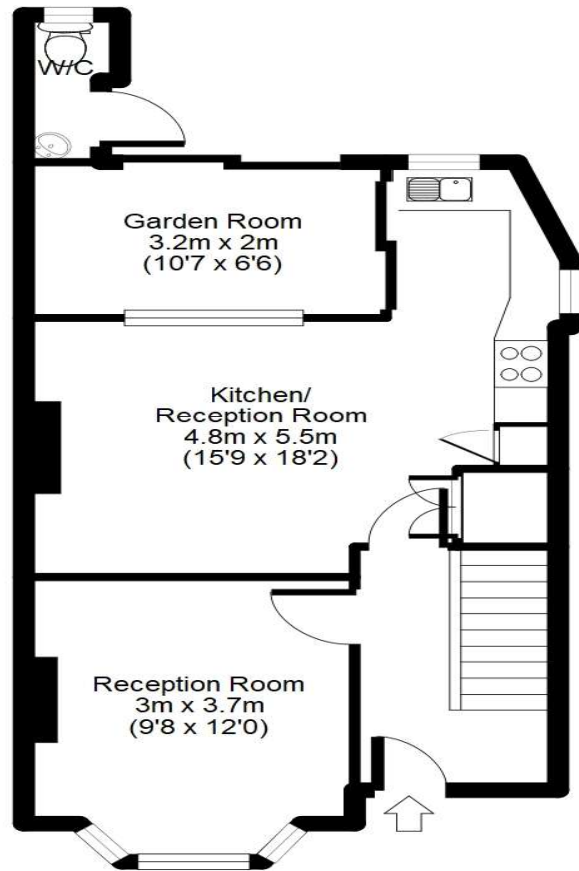 W/C
Garden Room
3.2m x 2m
(10'7 x 6'6)
Kitchen/
Reception Room
4.8m x 5.5m
(15'9 x 18'2)
Reception Room
3m x 3.7m
(9'8 x 12'0)